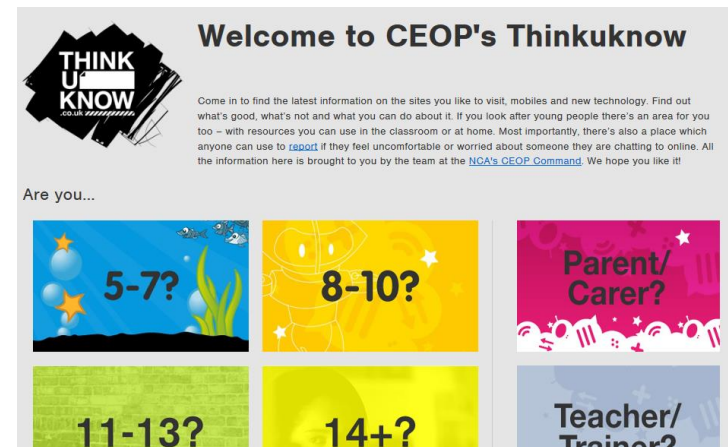 THINK
U
KNOW
.co.uk
Welcome to CEOP's Thinkuknow
Come in to find the latest information on the sites you like to visit, mobiles and new technology. Find out
what's good, what's not and what you can do about it. If you look after young people there's an area for you
too – with resources you can use in the classroom or at home. Most importantly, there's also a place which
anyone can use to report if they feel uncomfortable or worried about someone they are chatting to online. All
the information here is brought to you by the team at the NCA's CEOP Command. We hope you like it!
Are you...
5-7?
8-10?
Parent/
Carer?
11-13?
14+?
Teacher/
Trainer?